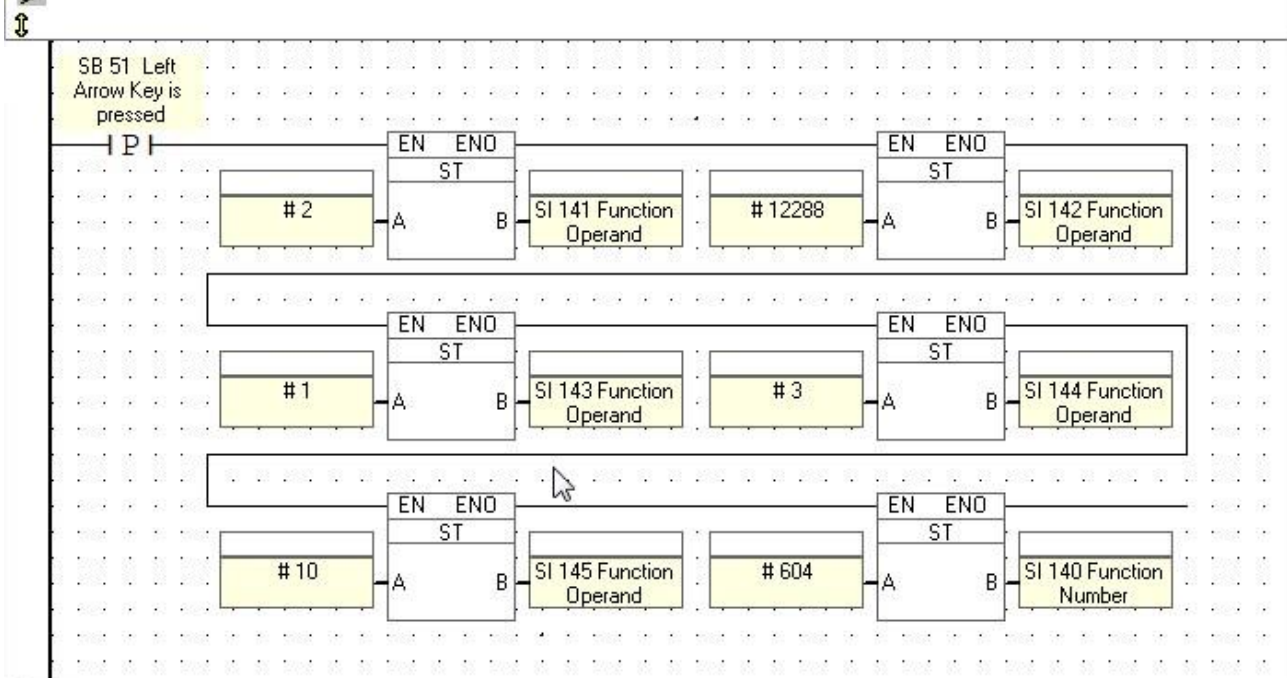 SB 51 Left
Arrow Key is
pressed
P
EN ENO
ST
# 2
A
B
SI 141 Function
Operand
# 12288
EN ENO
ST
A
B
SI 142 Function
Operand
EN ENO
ST
# 1
A
B
SI 143 Function
Operand
# 3
EN ENO
ST
A
B
SI 144 Function
Operand
EN ENO
ST
# 10
A
B
SI 145 Function
Operand
# 604
EN ENO
ST
A
B
SI 140 Function
Number